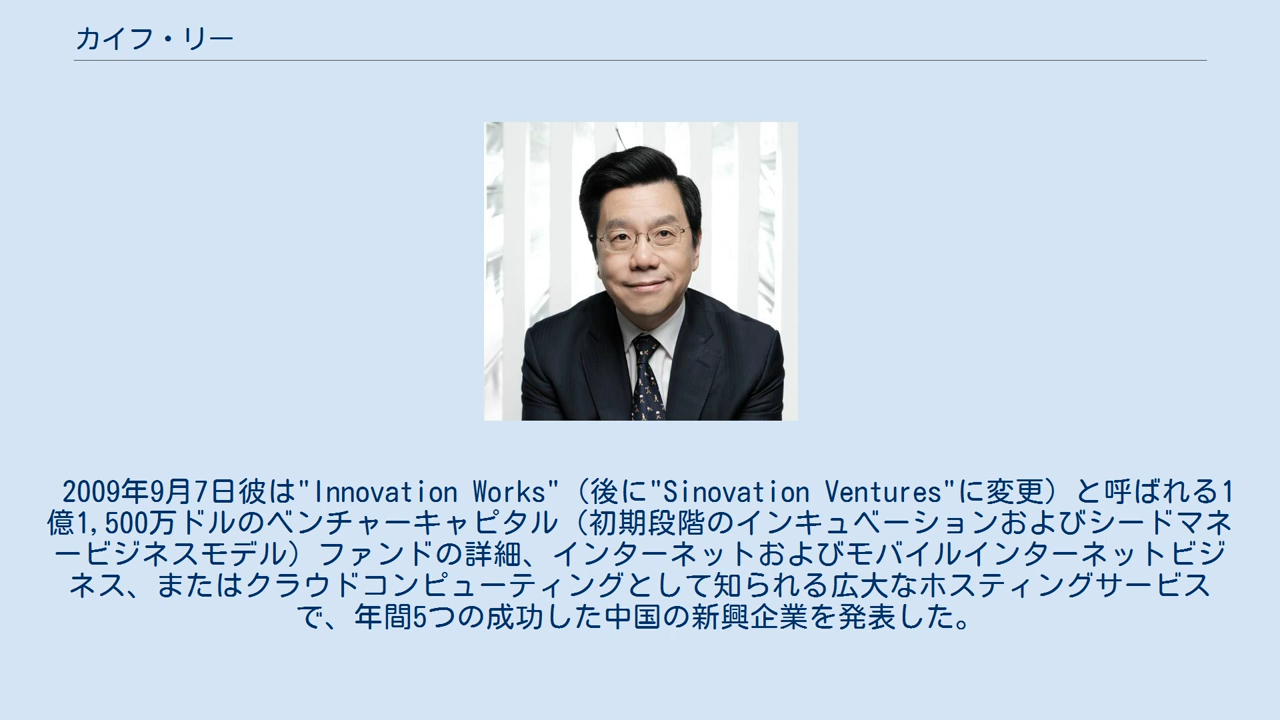 カイフ・リー
2009年9月7日彼は"Innovation Works"（後に"Sinovation Ventures"に変更）と呼ばれる1
億1,500万ドルのベンチャーキャピタル（初期段階のインキュベーションおよびシードマネ
ービジネスモデル）ファンドの詳細、インターネットおよびモバイルインターネットビジ
ネス、またはクラウドコンピューティングとして知られる広大なホスティングサービス
で、年間5つの成功した中国の新興企業を発表した。